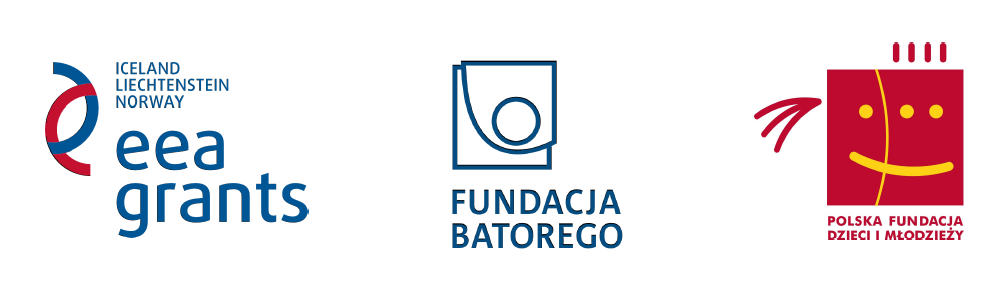 ICELAND
LIECHTENSTEIN
NORWAY
eea
grants
FUNDACJA
BATOREGO
POLSKA FUNDACJA
DZIECI I MŁODZIEŻY